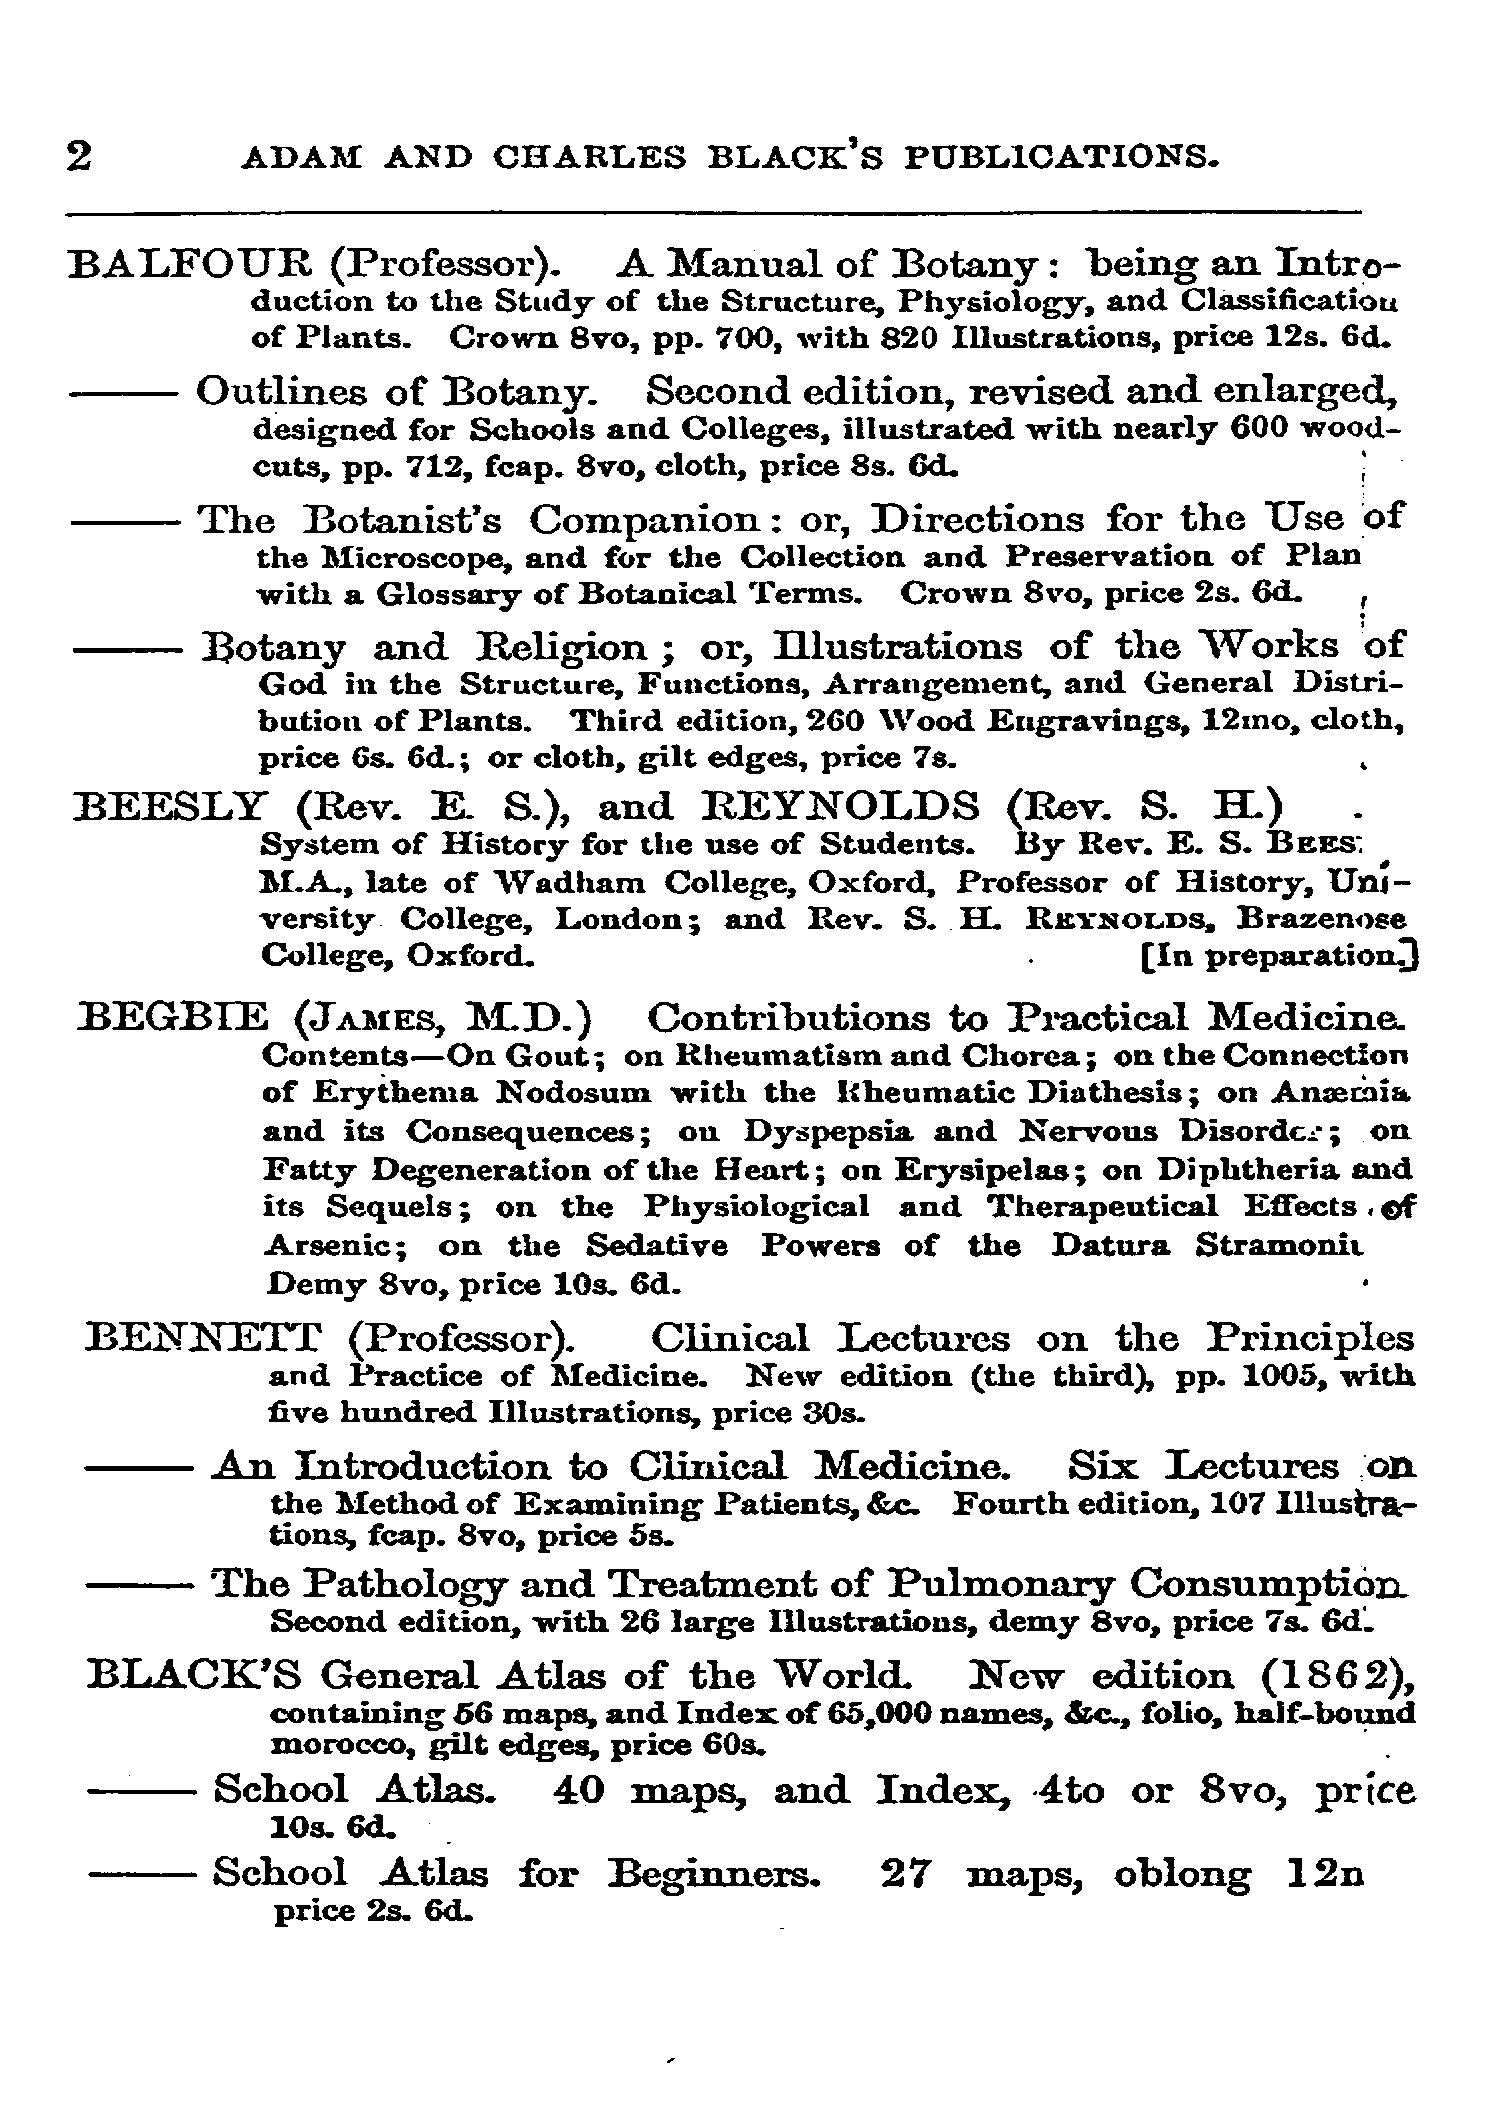 2 ADAM AND CHARLES BLACK'S PUBLICATIONS.
BALFOUR (Professor). A Manual of Botany: being an Intro-
duction to the Study of the Structure, Physiology, and Classification
of Plants. Crown 8vo, pp. 700, with 820 Illustrations, price 12s. 6d.
—— Outlines of Botany. Second edition, revised and enlarged,
designed for Schools and Colleges, illustrated with nearly 600 wood-
cuts, pp. 712, fcap. 8vo, cloth, price 8s. 6d.
—— The Botanist's Companion: or, Directions for the Use of
the Microscope, and for the Collection and Preservation of Plan
with a Glossary of Botanical Terms. Crown 8vo, price 2s. 6d.
—— Botany and Religion; or, Illustrations of the Works of
God in the Structure, Functions, Arrangement, and General Distri-
bution of Plants. Third edition, 260 Wood Engravings, 12mo, cloth,
price 6s. 6d.; or cloth, gilt edges, price 7s.
BEESLY (Rev. E. S.), and REYNOLDS (Rev. S. H.)
System of History for the use of Students. By Rev. E. S. BEES
M.A., late of Wadham College, Oxford, Professor of History, Uni-
versity College, London; and Rev. S. H. REYNOLDS, Brazenose
College, Oxford. [In preparation.]
BEGBIE (JAMES, M.D.) Contributions to Practical Medicine.
Contents—On Gout; on Rheumatism and Chorea; on the Connection
of Erythema Nodosum with the Rheumatic Diathesis; on Anæmia
and its Consequences; on Dyspepsia and Nervous Disorder; on
Fatty Degeneration of the Heart; on Erysipelas; on Diphtheria and
its Sequels; on the Physiological and Therapeutical Effects of
Arsenic; on the Sedative Powers of the Datura
Demy 8vo, price 10s. 6d.
BENNETT (Professor). Clinical Lectures on the Principles
and Practice of Medicine. New edition (the third), pp. 1005, with
five hundred Illustrations, price 30s.
—— An Introduction to Clinical Medicine. Six Lectures on
the Method of Examining Patients, &c. Fourth edition, 107 Illustra-
tions, fcap. 8vo, price 5s.
—— The Pathology and Treatment of Pulmonary Consumption.
Second edition, with 26 large Illustrations, demy 8vo, price 7s. 6d.
BLACK'S General Atlas of the World. New edition (1862),
containing 56 maps, and Index of 65,000 names, &c., folio, half-bound
morocco, gilt edges, price 60s.
—— School Atlas. 40 maps, and Index, 4to or 8vo, price
10s. 6d.
—— School Atlas for Beginners. 27 maps, oblong
price 2s. 6d.